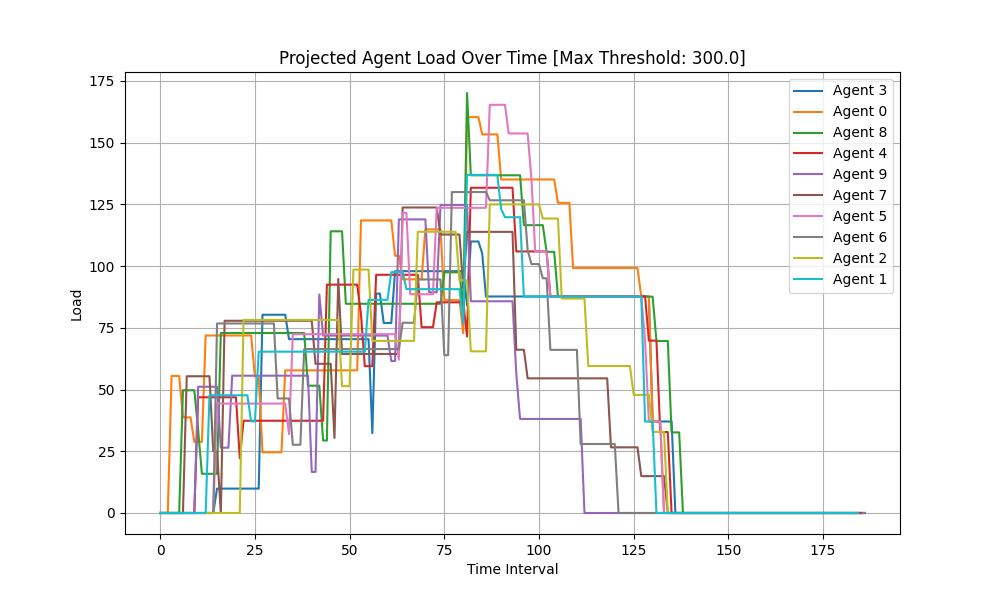 Projected Agent Load Over Time [Max Threshold: 300.0]
Load
175
150
125
100
75
50
25
0
0 25 50 75 100 125 150 175
Time Interval
Agent 3
Agent 0
Agent 8
Agent 4
Agent 9
Agent 7
Agent 5
Agent 6
Agent 2
Agent 1